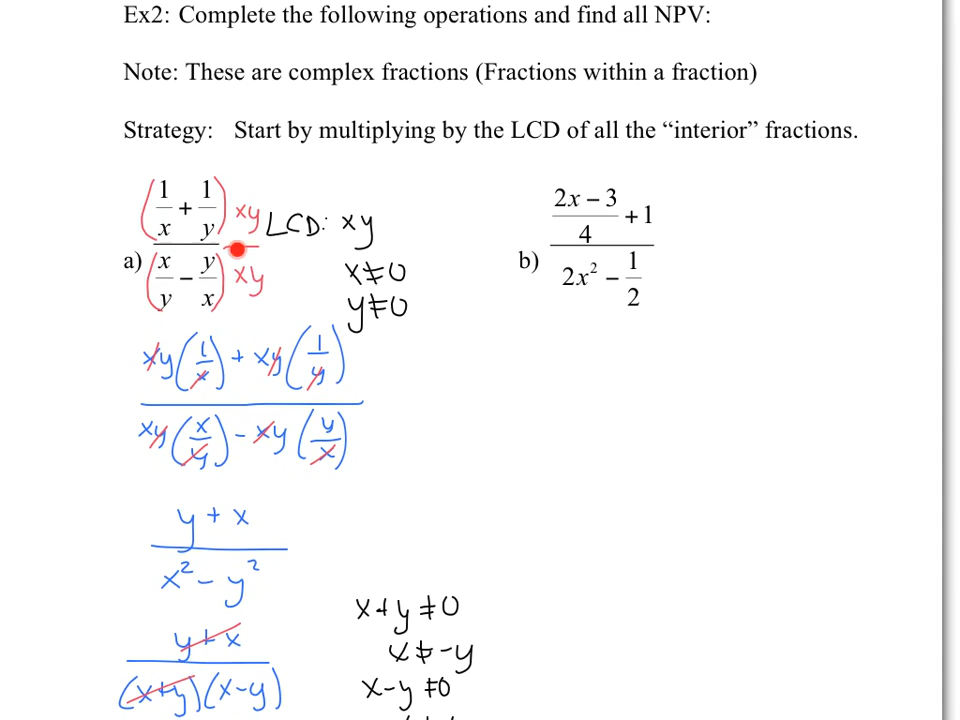 Ex2: Complete the following operations and find all NPV:
Note: These are complex fractions (Fractions within a fraction)
Strategy: Start by multiplying by the LCD of all the “interior” fractions.
a) (1/x + 1/y) xy / (x/y − y/x) xy
LCD: xy
x ≠ 0
y ≠ 0
xy(1/x) + xy(1/y)
xy(x/y) - xy(y/x)
y + x
x² - y²
y + x
(x+y)(x-y)
x+y ≠ 0
x ≠ -y
x-y ≠ 0
b) ((2x − 3)/4 + 1) / (2x² − 1/2)